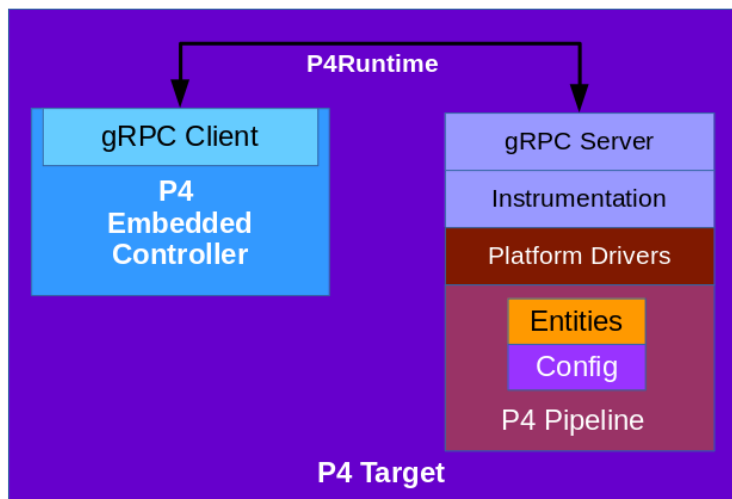 P4Runtime
gRPC Client
P4
Embedded
Controller
gRPC Server
Instrumentation
Platform Drivers
Entities
Config
P4 Pipeline
P4 Target